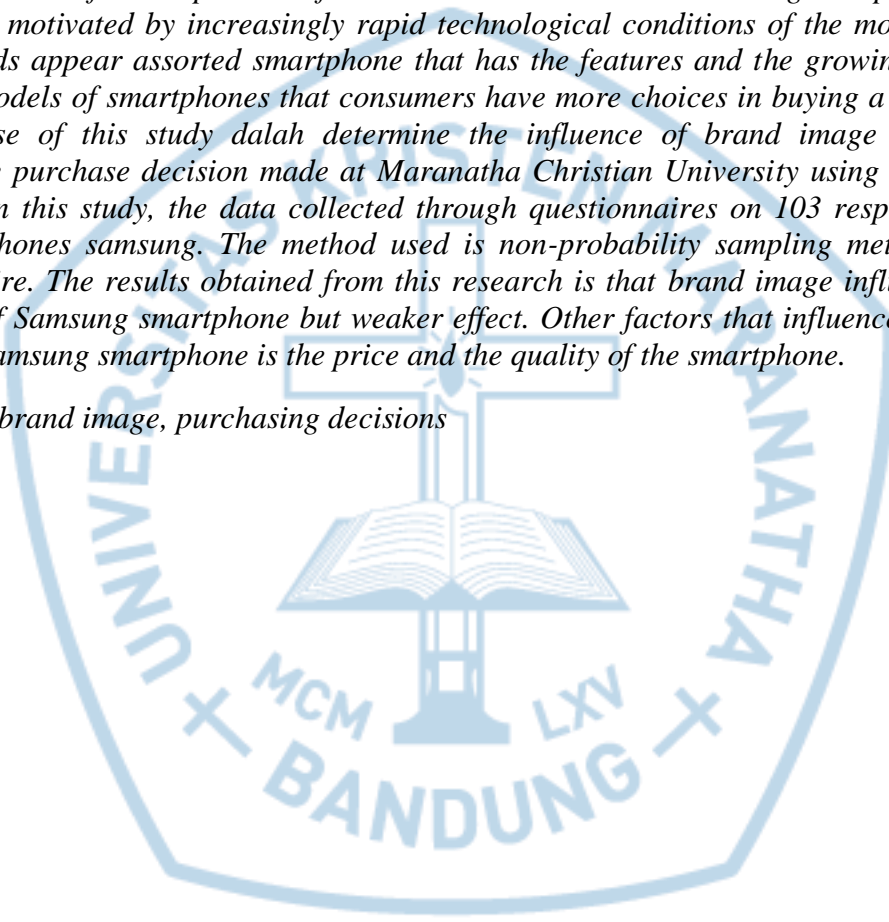 motivated by increasingly rapid technological conditions of the mo
ds appear assorted smartphone that has the features and the growin
odels of smartphones that consumers have more choices in buying a
se of this study dalah determine the influence of brand image
purchase decision made at Maranatha Christian University using
n this study, the data collected through questionnaires on 103 resp
hones samsung. The method used is non-probability sampling met
ire. The results obtained from this research is that brand image infl
f Samsung smartphone but weaker effect. Other factors that influence
amsung smartphone is the price and the quality of the smartphone.
brand image, purchasing decisions
UNIVERSITAS KRISTEN MARANATHA
MCM LXV
BANDUNG